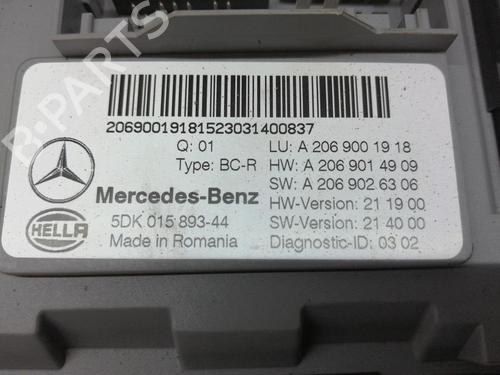 20690019181523031400837
Q: 01 LU: A 206 900 19 18
Type: BC-R HW: A 206 901 49 09
Mercedes-Benz SW: A 206 902 63 06
HW-Version: 21 19 00
HELLA 5DK 015 893-44 SW-Version: 21 40 00
Made in Romania Diagnostic-ID: 03 02
R-PARTS